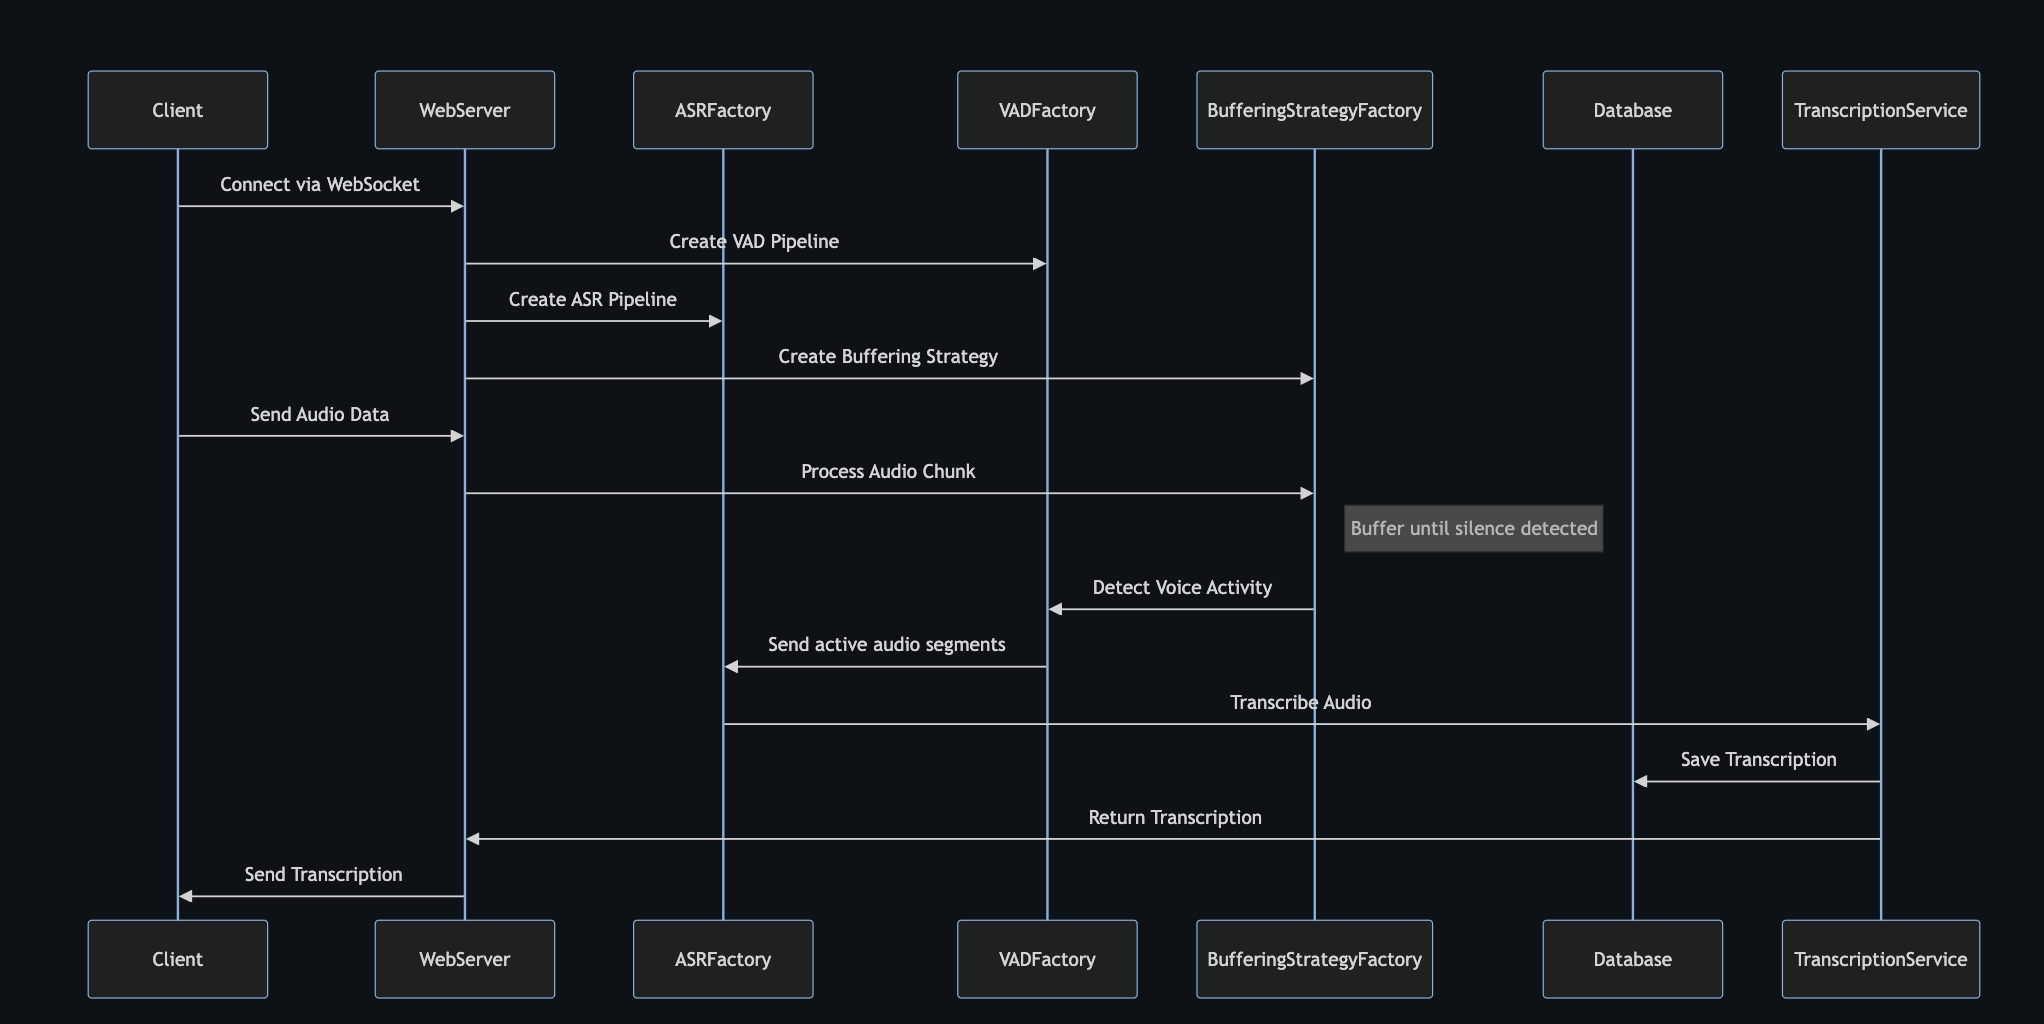 Client
WebServer
ASRFactory
VADFactory
BufferingStrategyFactory
Database
TranscriptionService
Connect via WebSocket
Create VAD Pipeline
Create ASR Pipeline
Create Buffering Strategy
Send Audio Data
Process Audio Chunk
Buffer until silence detected
Detect Voice Activity
Send active audio segments
Transcribe Audio
Save Transcription
Return Transcription
Send Transcription
Client
WebServer
ASRFactory
VADFactory
BufferingStrategyFactory
Database
TranscriptionService